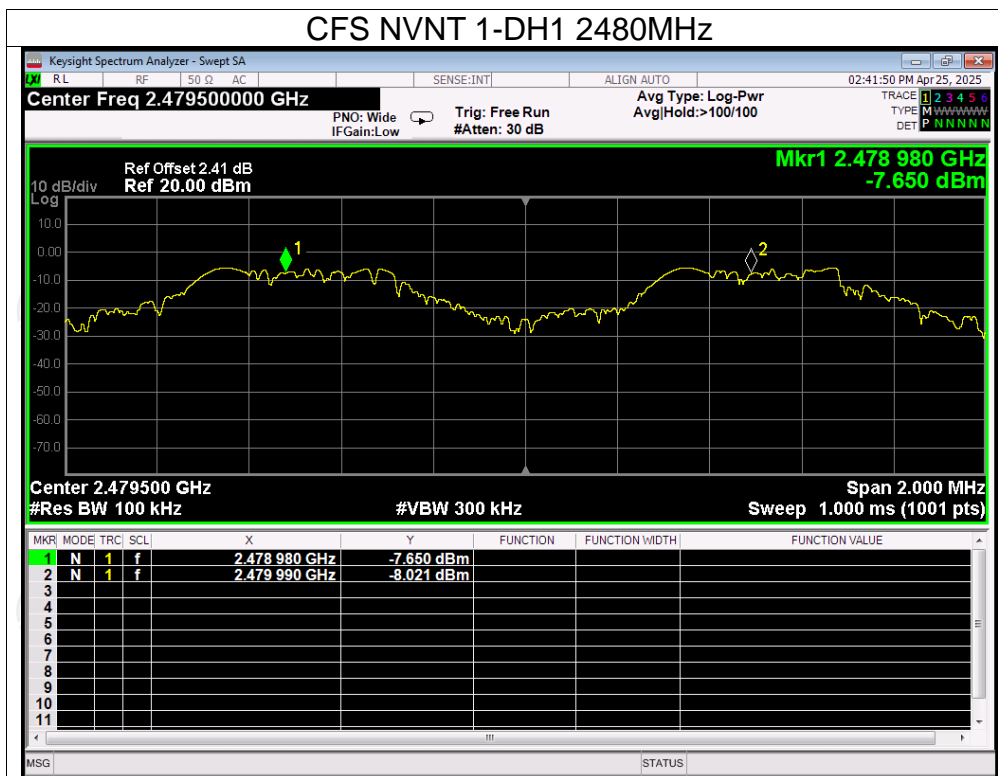 CFS NVNT 1-DH1 2480MHz
Keysight Spectrum Analyzer - Swept SA
LXI RL RF 50 Ω AC SENSE:INT ALIGN AUTO 02:41:50 PM Apr 25, 2025
Center Freq 2.479500000 GHz
PNO: Wide
IFGain:Low
Trig: Free Run
#Atten: 30 dB
Avg Type: Log-Pwr
Avg|Hold:>100/100
TRACE 1 2 3 4 5 6
TYPE M WWWWW
DET P N N N N N
Mkr1 2.478 980 GHz
-7.650 dBm
Ref Offset 2.41 dB
10 dB/div Ref 20.00 dBm
Log
10.0
0.00
-10.0
-20.0
-30.0
-40.0
-50.0
-60.0
-70.0
1
2
Center 2.479500 GHz Span 2.000 MHz
#Res BW 100 kHz #VBW 300 kHz Sweep 1.000 ms (1001 pts)
MKR MODE TRC SCL X Y FUNCTION FUNCTION WIDTH FUNCTION VALUE
1 N 1 f 2.478 980 GHz -7.650 dBm
2 N 1 f 2.479 990 GHz -8.021 dBm
3
4
5
6
7
8
9
10
11
MSG STATUS